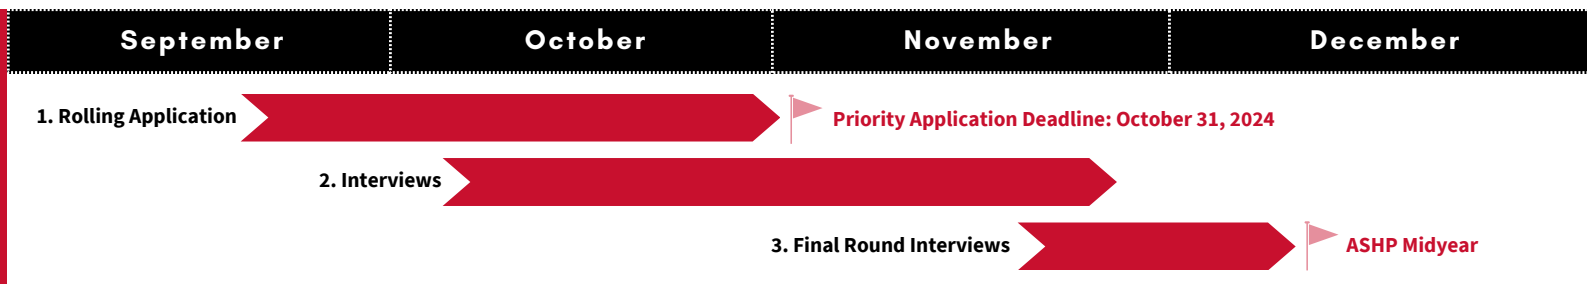 September October November December
1. Rolling Application Priority Application Deadline: October 31, 2024
2. Interviews
3. Final Round Interviews ASHP Midyear